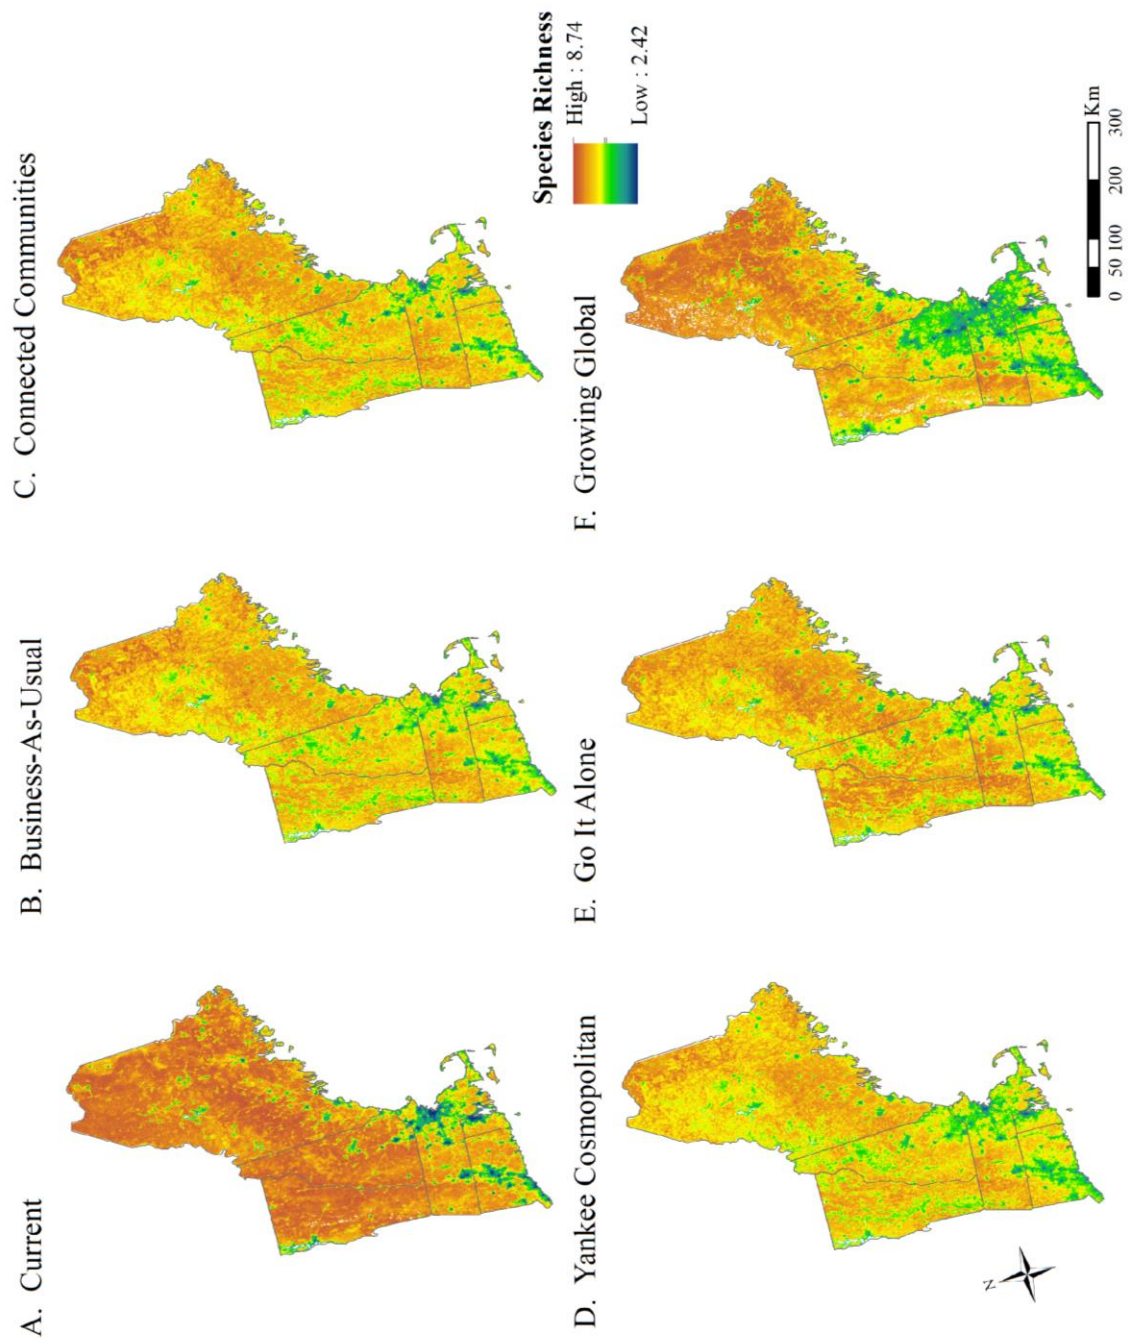 A. Current
B. Business-As-Usual
C. Connected Communities
D. Yankee Cosmopolitan
E. Go It Alone
F. Growing Global
Species Richness
High : 8.74
Low : 2.42
N
Km
0 50 100 200 300